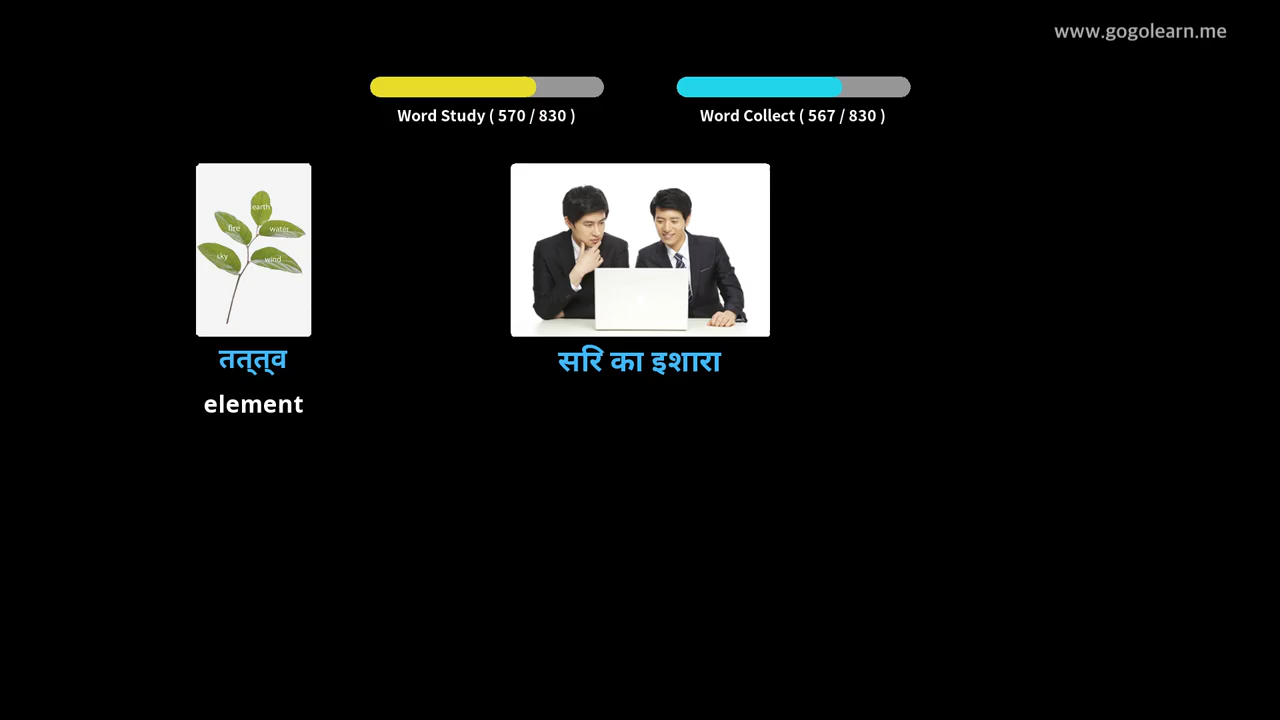 www.gogolearn.me
Word Study ( 570 / 830 )
Word Collect ( 567 / 830 )
earth
fire
water
sky
wind
तत्त्व
element
सरि का इशारा